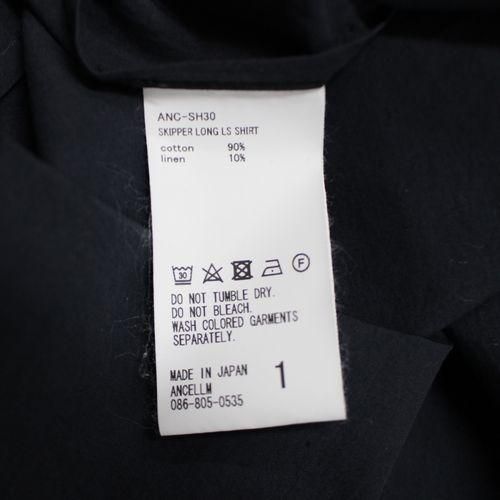 ANC-SH30
SKIPPER LONG LS SHIRT
cotton 90%
linen 10%
30
F
DO NOT TUMBLE DRY.
DO NOT BLEACH.
WASH COLORED GARMENTS
SEPARATELY.
MADE IN JAPAN
ANCELLM
086-805-0535
1